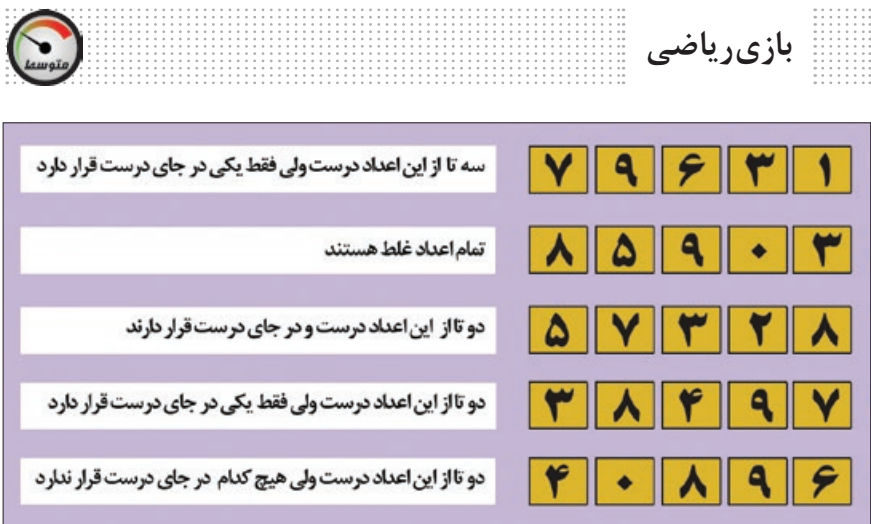 بازی ریاضی
متوسط
۷ ۹ ۶ ۳ ۱
سه تا از این اعداد درست ولی فقط یکی در جای درست قرار دارد
۸ ۵ ۹ ۰ ۳
تمام اعداد غلط هستند
۵ ۷ ۳ ۲ ۸
دو تا از این اعداد درست و در جای درست قرار دارند
۳ ۸ ۴ ۹ ۷
دو تا از این اعداد درست ولی فقط یکی در جای درست قرار دارد
۴ ۰ ۸ ۹ ۶
دو تا از این اعداد درست ولی هیچ کدام در جای درست قرار ندارد